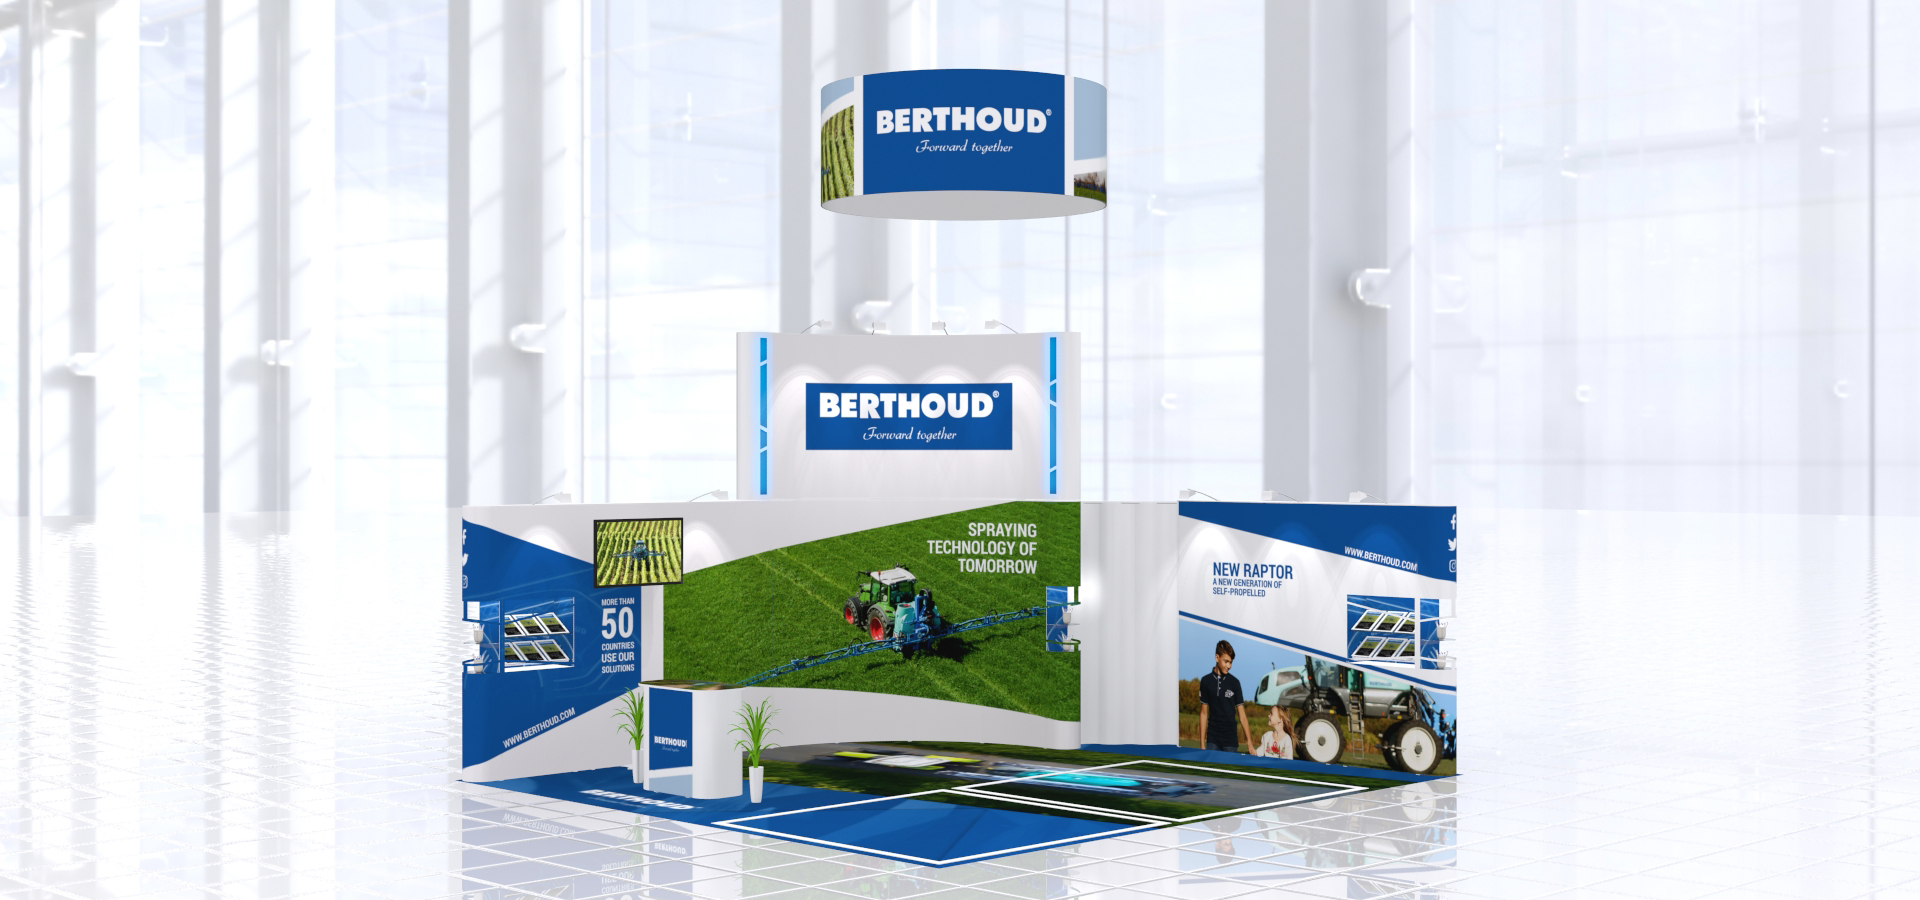 BERTHOUD®
Forward together
BERTHOUD®
Forward together
SPRAYING
TECHNOLOGY OF
TOMORROW
MORE THAN
50
COUNTRIES
USE OUR
SOLUTIONS
WWW.BERTHOUD.COM
BERTHOUD
BERTHOUD
WWW.BERTHOUD.COM
NEW RAPTOR
A NEW GENERATION OF
SELF-PROPELLED